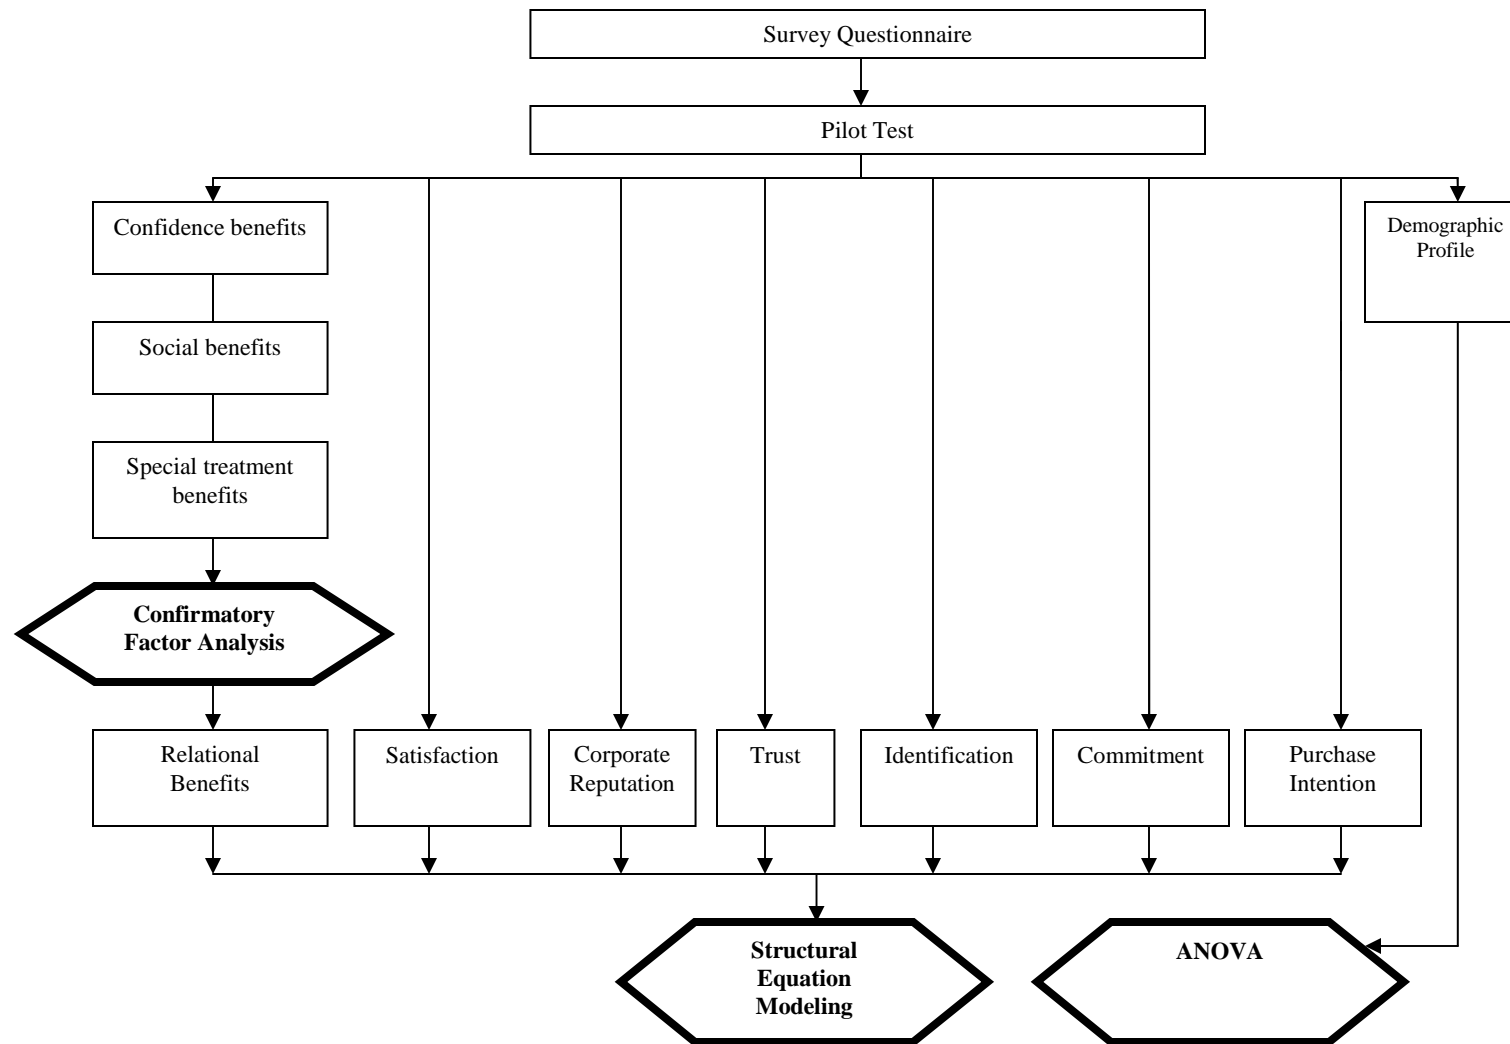 Survey Questionnaire
Pilot Test
Confidence benefits
Demographic
Profile
Social benefits
Special treatment
benefits
Confirmatory
Factor Analysis
Relational
Benefits
Satisfaction
Corporate
Reputation
Trust
Identification
Commitment
Purchase
Intention
Structural
Equation
Modeling
ANOVA